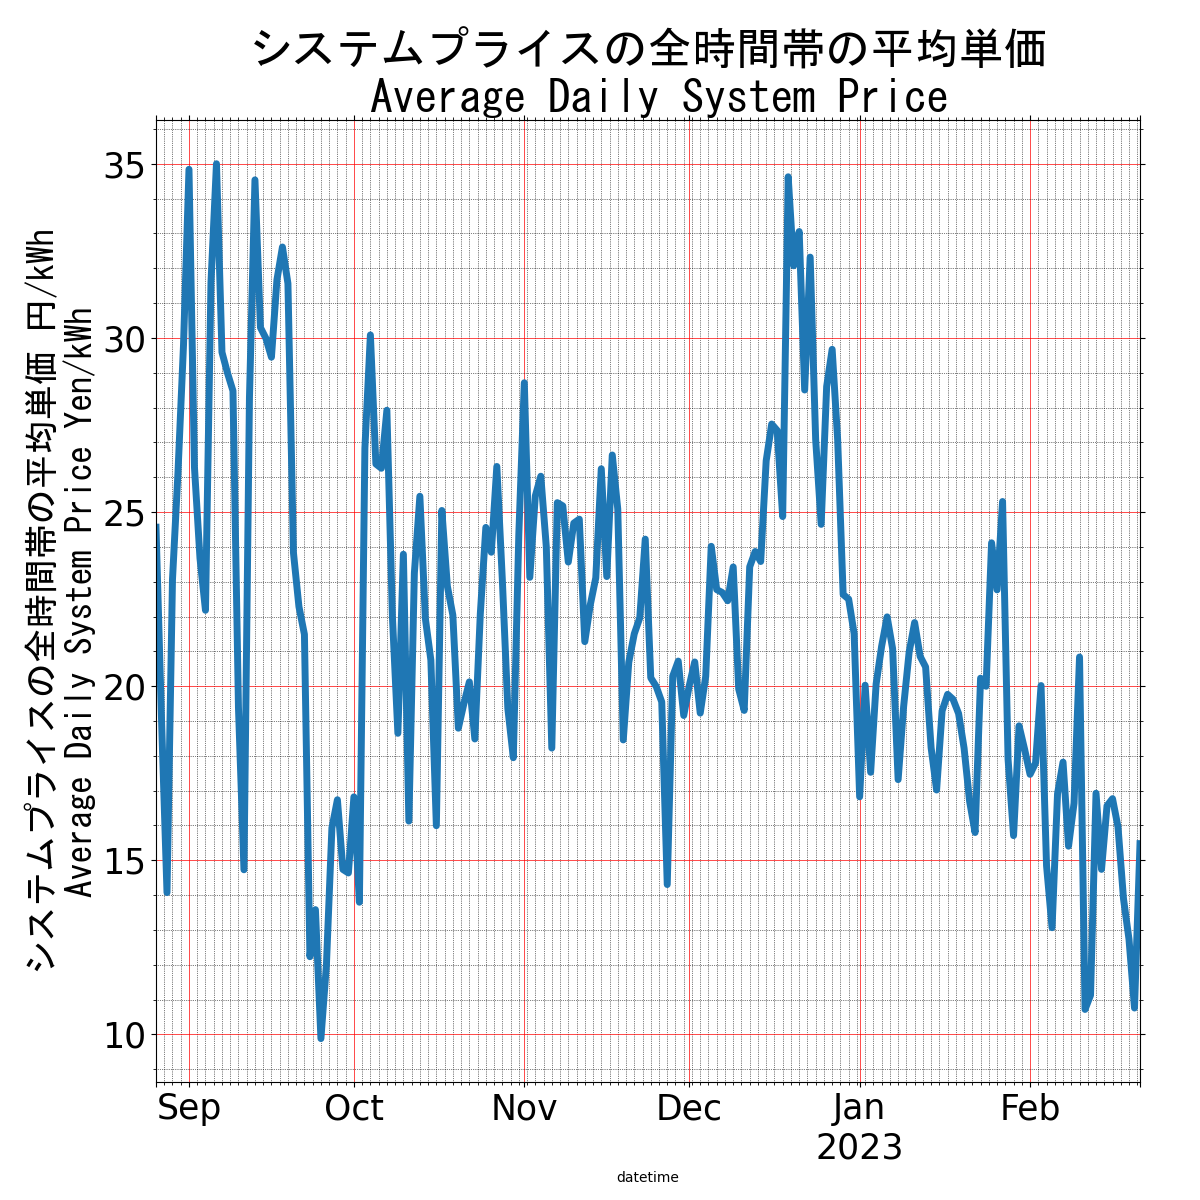 システムプライスの全時間帯の平均単価
Average Daily System Price
システムプライスの全時間帯の平均単価 円/kWh
Average Daily System Price Yen/kWh
35
30
25
20
15
10
Sep
Oct
Nov
Dec
Jan
2023
Feb
datetime